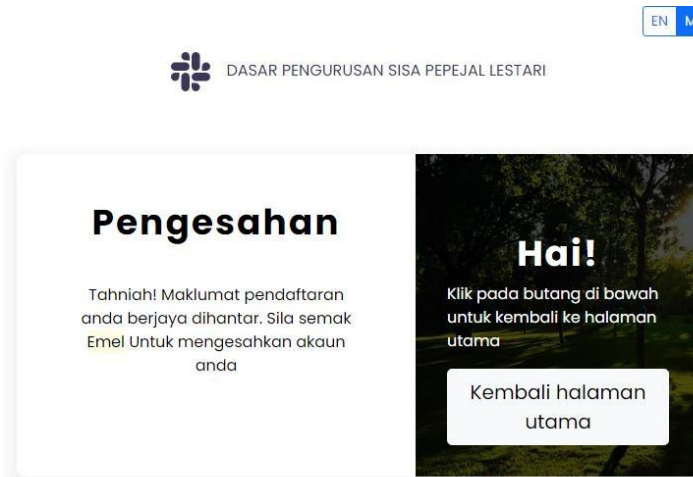 EN M
DASAR PENGURUSAN SISA PEPEJAL LESTARI
Pengesahan
Tahniah! Maklumat pendaftaran
anda berjaya dihantar. Sila semak
Emel Untuk mengesahkan akaun
anda
Hai!
Klik pada butang di bawah
untuk kembali ke halaman
utama
Kembali halaman
utama